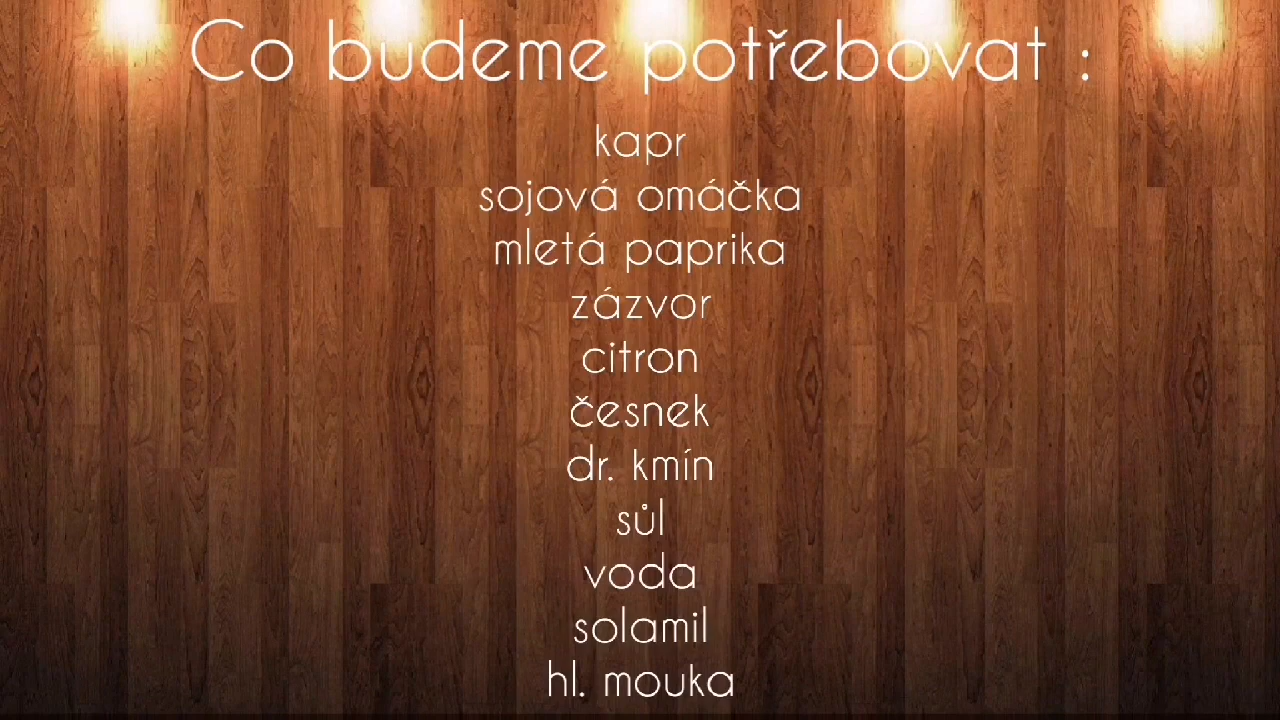 Co budeme potřebovat :
kapr
sojová omáčka
mletá paprika
zázvor
citron
česnek
dr. kmín
sůl
voda
solamil
hl. mouka